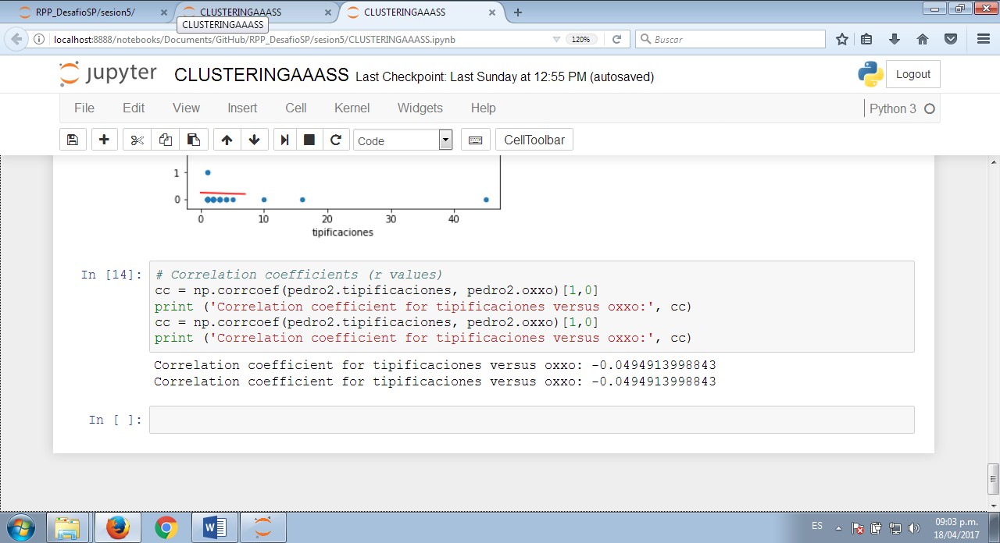 RPP_DesafioSP/sesion5/
CLUSTERINGAAASS
CLUSTERINGAAASS
CLUSTERINGAAASS
localhost:8888/notebooks/Documents/GitHub/RPP_DesafioSP/sesion5/CLUSTERINGAAASS.ipynb
120%
Buscar
jupyter CLUSTERINGAAASS Last Checkpoint: Last Sunday at 12:55 PM (autosaved)
Logout
File Edit View Insert Cell Kernel Widgets Help
Python 3
Code
CellToolbar
1
0
0 10 20 30 40
tipificaciones
In [14]:
# Correlation coefficients (r values)
cc = np.corrcoef(pedro2.tipificaciones, pedro2.oxxo)[1,0]
print ('Correlation coefficient for tipificaciones versus oxxo:', cc)
cc = np.corrcoef(pedro2.tipificaciones, pedro2.oxxo)[1,0]
print ('Correlation coefficient for tipificaciones versus oxxo:', cc)
Correlation coefficient for tipificaciones versus oxxo: -0.0494913998843
Correlation coefficient for tipificaciones versus oxxo: -0.0494913998843
In [ ]:
ES
09:03 p.m.
18/04/2017